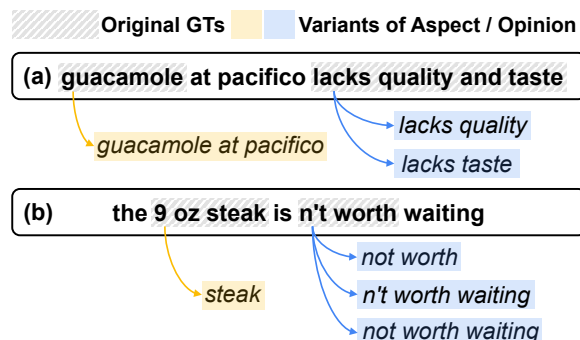 Original GTs Variants of Aspect / Opinion
(a) guacamole at pacifico lacks quality and taste
lacks quality
guacamole at pacifico
lacks taste
(b) the 9 oz steak is n't worth waiting
not worth
steak n't worth waiting
not worth waiting